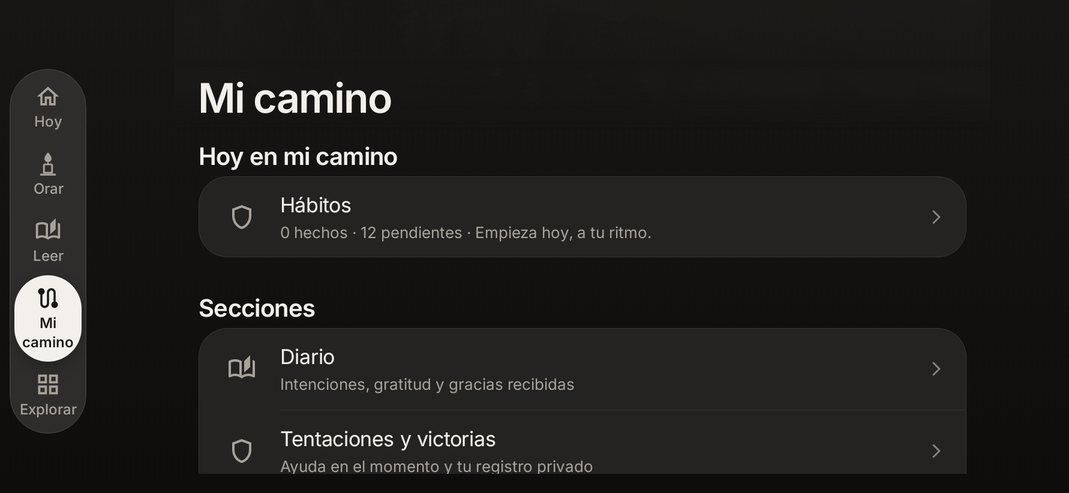 Mi camino
Hoy en mi camino
Hábitos
0 hechos · 12 pendientes · Empieza hoy, a tu ritmo.
Secciones
Diario
Intenciones, gratitud y gracias recibidas
Tentaciones y victorias
Ayuda en el momento y tu registro privado
Hoy
Orar
Leer
Mi
camino
Explorar